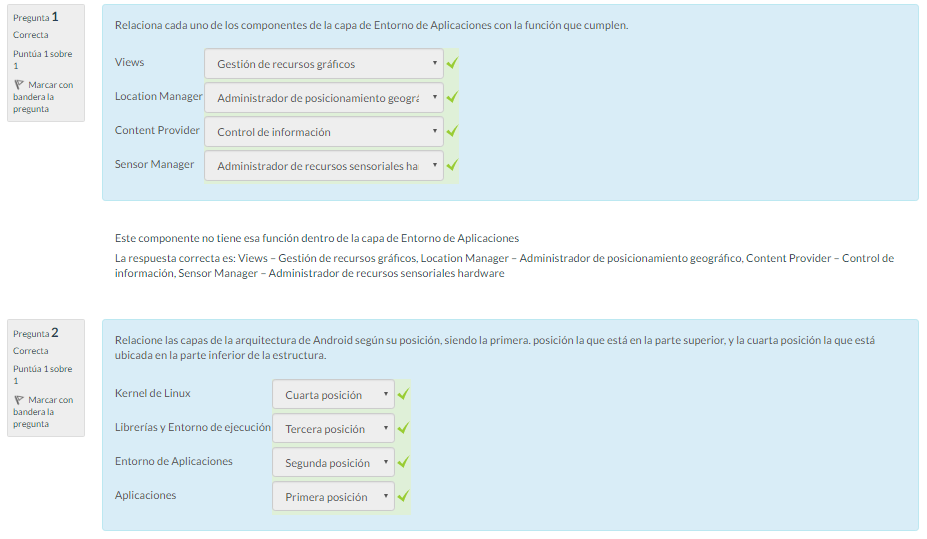 Pregunta 1
Correcta
Puntúa 1 sobre
1
Marcar con
bandera la
pregunta
Relaciona cada uno de los componentes de la capa de Entorno de Aplicaciones con la función que cumplen.
Views Gestión de recursos gráficos
Location Manager Administrador de posicionamiento geográ
Content Provider Control de información
Sensor Manager Administrador de recursos sensoriales ha
Este componente no tiene esa función dentro de la capa de Entorno de Aplicaciones
La respuesta correcta es: Views – Gestión de recursos gráficos, Location Manager – Administrador de posicionamiento geográfico, Content Provider – Control de
información, Sensor Manager – Administrador de recursos sensoriales hardware
Pregunta 2
Correcta
Puntúa 1 sobre
1
Marcar con
bandera la
pregunta
Relacione las capas de la arquitectura de Android según su posición, siendo la primera. posición la que está en la parte superior, y la cuarta posición la que está
ubicada en la parte inferior de la estructura.
Kernel de Linux Cuarta posición
Librerías y Entorno de ejecución Tercera posición
Entorno de Aplicaciones Segunda posición
Aplicaciones Primera posición